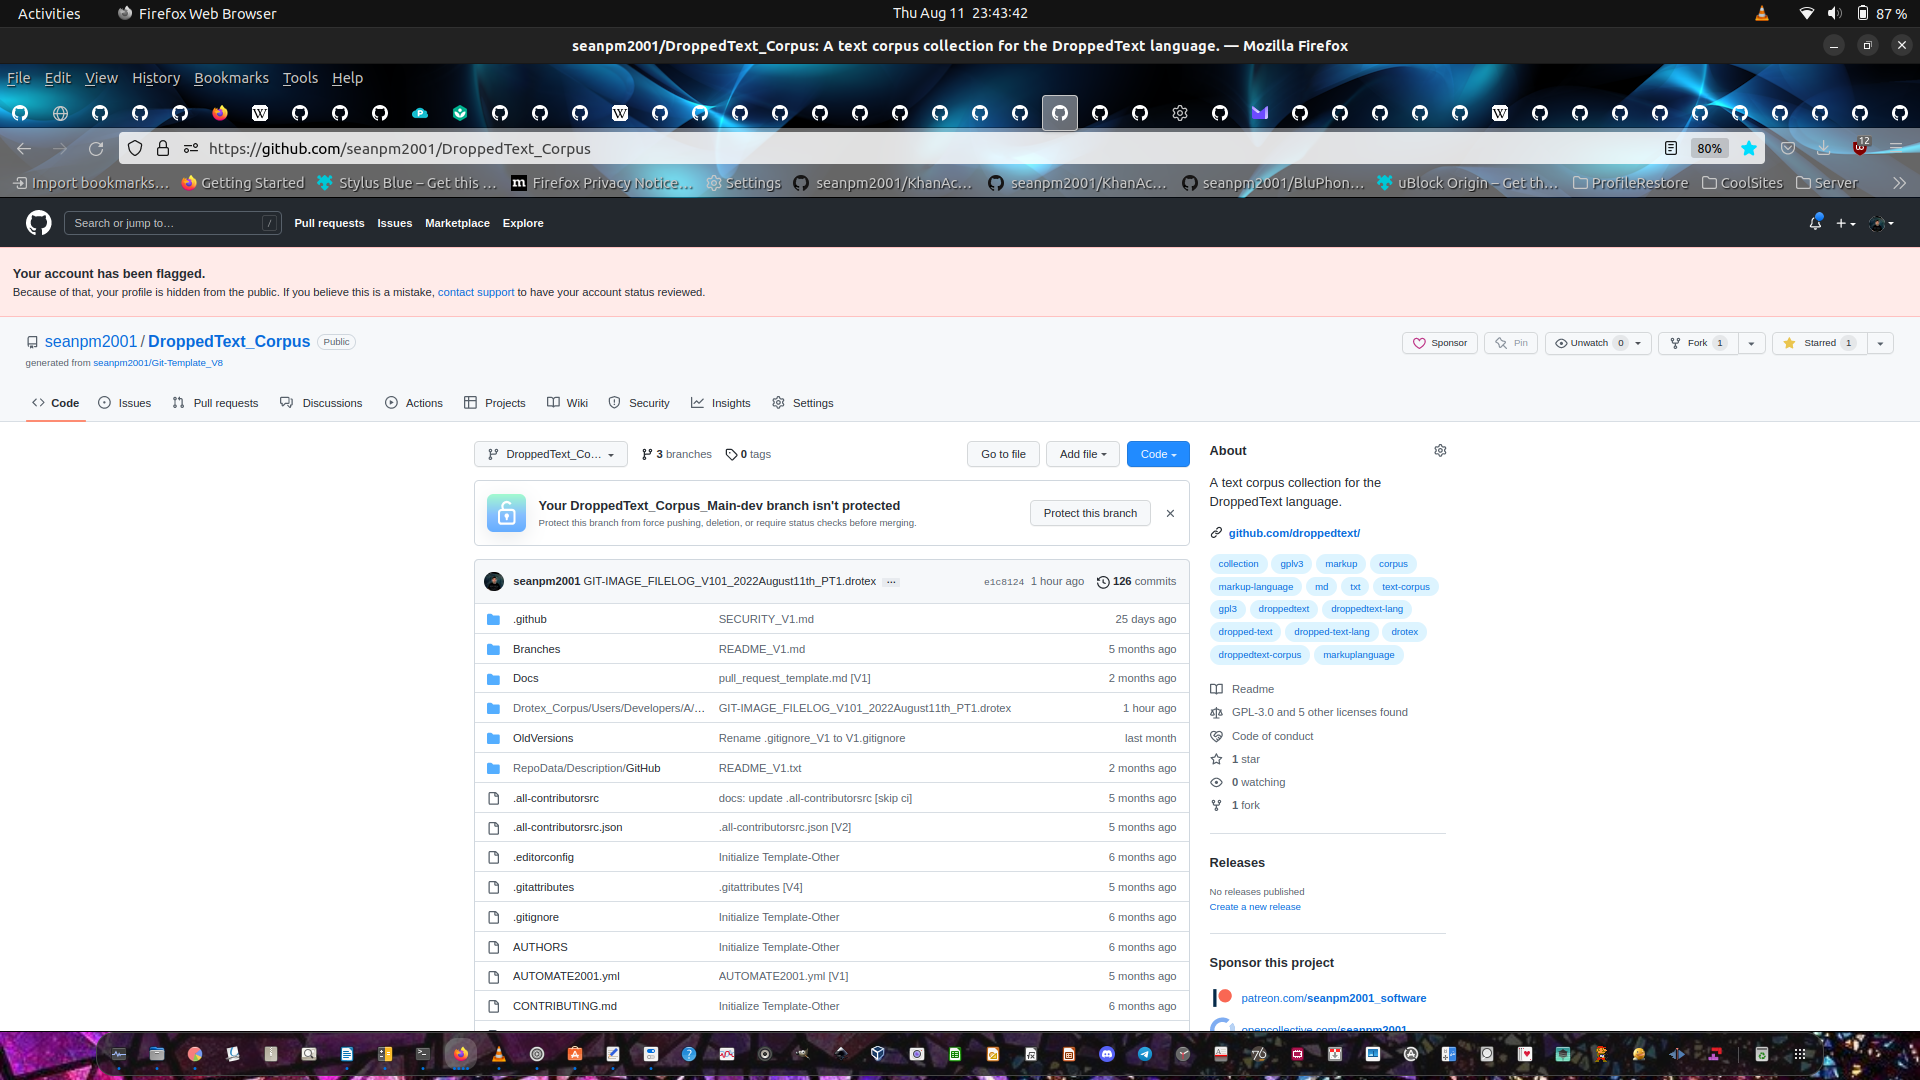 Activities Firefox Web Browser Thu Aug 11 23:43:42 87 %
seanpm2001/DroppedText_Corpus: A text corpus collection for the DroppedText language. — Mozilla Firefox
File Edit View History Bookmarks Tools Help
https://github.com/seanpm2001/DroppedText_Corpus 80% 12
Import bookmarks… Getting Started Stylus Blue – Get this … Firefox Privacy Notice… Settings seanpm2001/KhanAc… seanpm2001/KhanAc… seanpm2001/BluPhon… uBlock Origin – Get th… ProfileRestore CoolSites Server
Search or jump to… / Pull requests Issues Marketplace Explore
Your account has been flagged.
Because of that, your profile is hidden from the public. If you believe this is a mistake, contact support to have your account status reviewed.
seanpm2001 / DroppedText_Corpus Public Sponsor Pin Unwatch 0 Fork 1 Starred 1
generated from seanpm2001/Git-Template_V8
Code Issues Pull requests Discussions Actions Projects Wiki Security Insights Settings
DroppedText_Co… 3 branches 0 tags Go to file Add file Code
Your DroppedText_Corpus_Main-dev branch isn't protected
Protect this branch from force pushing, deletion, or require status checks before merging.
Protect this branch
seanpm2001 GIT-IMAGE_FILELOG_V101_2022August11th_PT1.drotex … e1c8124 1 hour ago 126 commits
.github SECURITY_V1.md 25 days ago
Branches README_V1.md 5 months ago
Docs pull_request_template.md [V1] 2 months ago
Drotex_Corpus/Users/Developers/A/… GIT-IMAGE_FILELOG_V101_2022August11th_PT1.drotex 1 hour ago
OldVersions Rename .gitignore_V1 to V1.gitignore last month
RepoData/Description/GitHub README_V1.txt 2 months ago
.all-contributorsrc docs: update .all-contributorsrc [skip ci] 5 months ago
.all-contributorsrc.json .all-contributorsrc.json [V2] 5 months ago
.editorconfig Initialize Template-Other 6 months ago
.gitattributes .gitattributes [V4] 5 months ago
.gitignore Initialize Template-Other 6 months ago
AUTHORS Initialize Template-Other 6 months ago
AUTOMATE2001.yml AUTOMATE2001.yml [V1] 5 months ago
CONTRIBUTING.md Initialize Template-Other 6 months ago
About
A text corpus collection for the
DroppedText language.
github.com/droppedtext/
collection gplv3 markup corpus
markup-language md txt text-corpus
gpl3 droppedtext droppedtext-lang
dropped-text dropped-text-lang drotex
droppedtext-corpus markuplanguage
Readme
GPL-3.0 and 5 other licenses found
Code of conduct
1 star
0 watching
1 fork
Releases
No releases published
Create a new release
Sponsor this project
patreon.com/seanpm2001_software
opencollective.com/seanpm2001